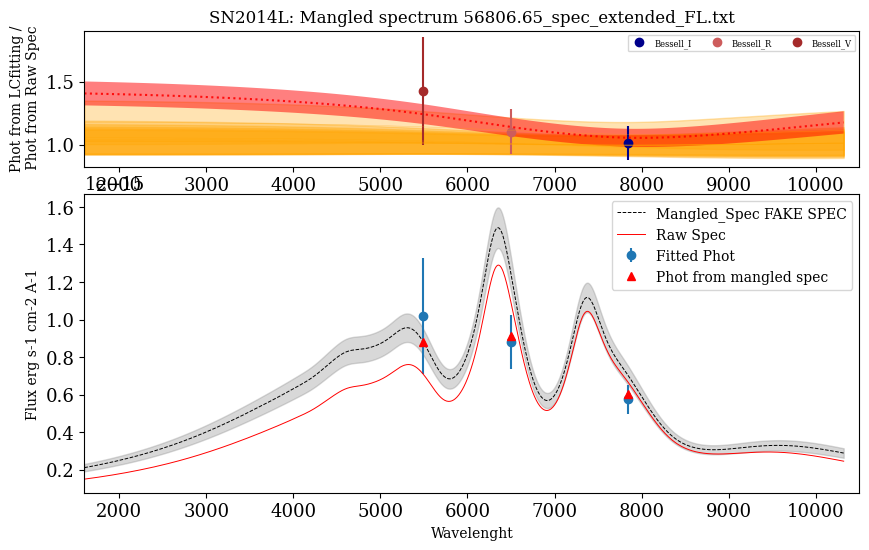 SN2014L: Mangled spectrum 56806.65_spec_extended_FL.txt
Phot from LCfitting /
Phot from Raw Spec
Bessell_I
Bessell_R
Bessell_V
1.5
1.0
2000 3000 4000 5000 6000 7000 8000 9000 10000
1e−15
Mangled_Spec FAKE SPEC
Raw Spec
Fitted Phot
Phot from mangled spec
Flux erg s-1 cm-2 A-1
1.6
1.4
1.2
1.0
0.8
0.6
0.4
0.2
2000 3000 4000 5000 6000 7000 8000 9000 10000
Wavelenght